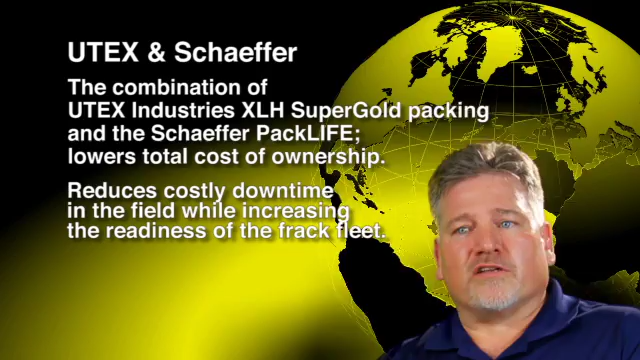 UTEX & Schaeffer
The combination of
UTEX Industries XLH SuperGold packing
and the Schaeffer PackLIFE;
lowers total cost of ownership.
Reduces costly downtime
in the field while increasing
the readiness of the frack fleet.